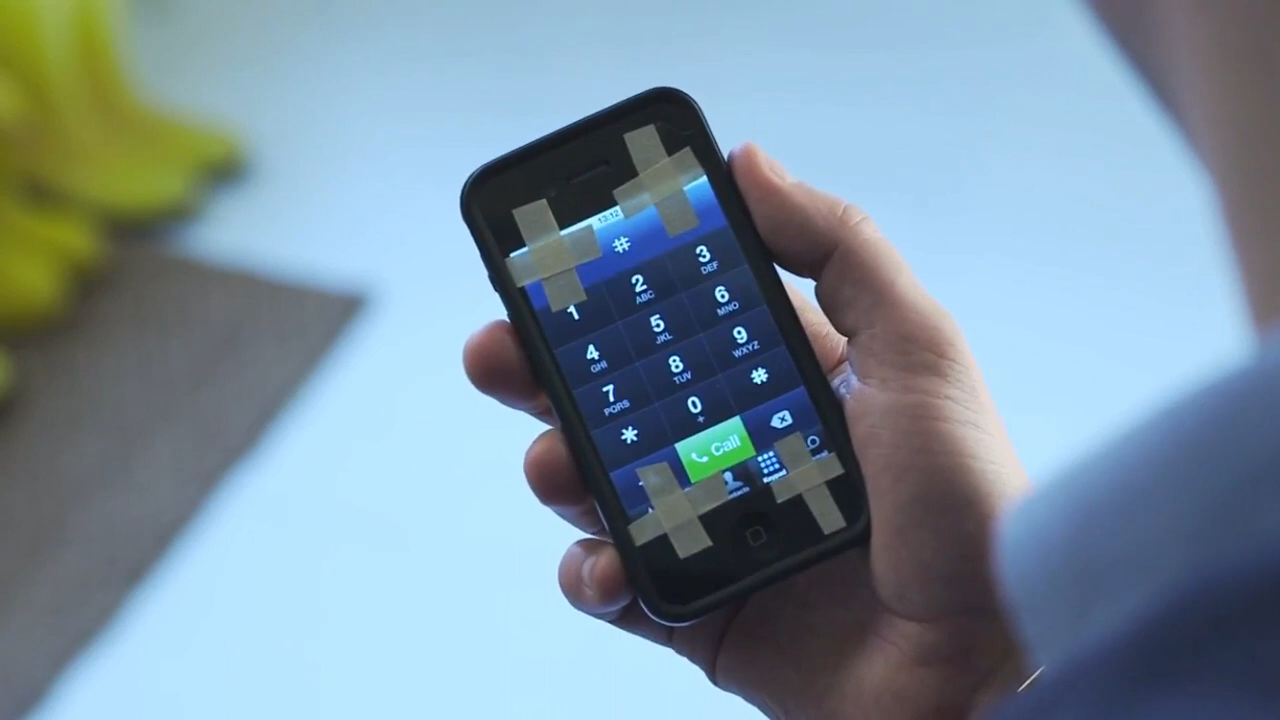 13:12
#
1
2 ABC
3 DEF
4 GHI
5 JKL
6 MNO
7 PQRS
8 TUV
9 WXYZ
*
0 +
#
Call
Keypad